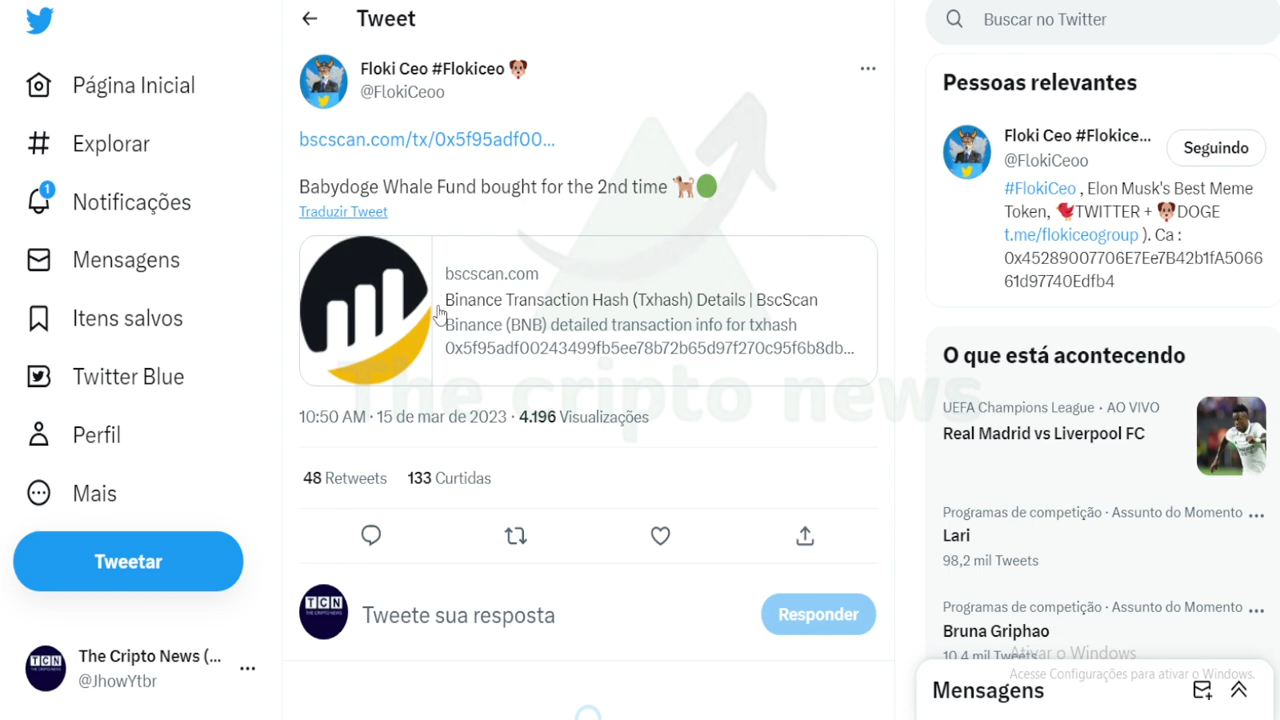 Tweet
Buscar no Twitter
Página Inicial
Explorar
1
Notificações
Mensagens
Itens salvos
Twitter Blue
Perfil
Mais
Tweetar
The Cripto News (...
@JhowYtbr
Floki Ceo #Flokiceo
@FlokiCeoo
bscscan.com/tx/0x5f95adf00...
Babydoge Whale Fund bought for the 2nd time
Traduzir Tweet
bscscan.com
Binance Transaction Hash (Txhash) Details | BscScan
Binance (BNB) detailed transaction info for txhash
0x5f95adf00243499fb5ee78b72b65d97f270c95f6b8db...
The cripto news
10:50 AM · 15 de mar de 2023 · 4.196 Visualizações
48 Retweets 133 Curtidas
TCN
Tweete sua resposta
Responder
Pessoas relevantes
Floki Ceo #Flokice...
@FlokiCeoo
Seguindo
#FlokiCeo , Elon Musk's Best Meme
Token, TWITTER + DOGE
t.me/flokiceogroup ). Ca :
0x45289007706E7Ee7B42b1fA5066
61d97740Edfb4
O que está acontecendo
UEFA Champions League · AO VIVO
Real Madrid vs Liverpool FC
Programas de competição · Assunto do Momento
Lari
98,2 mil Tweets
Programas de competição · Assunto do Momento
Bruna Griphao
10,4 mil Tweets
Ativar o Windows
Acesse Configurações para ativar o Windows.
Mensagens